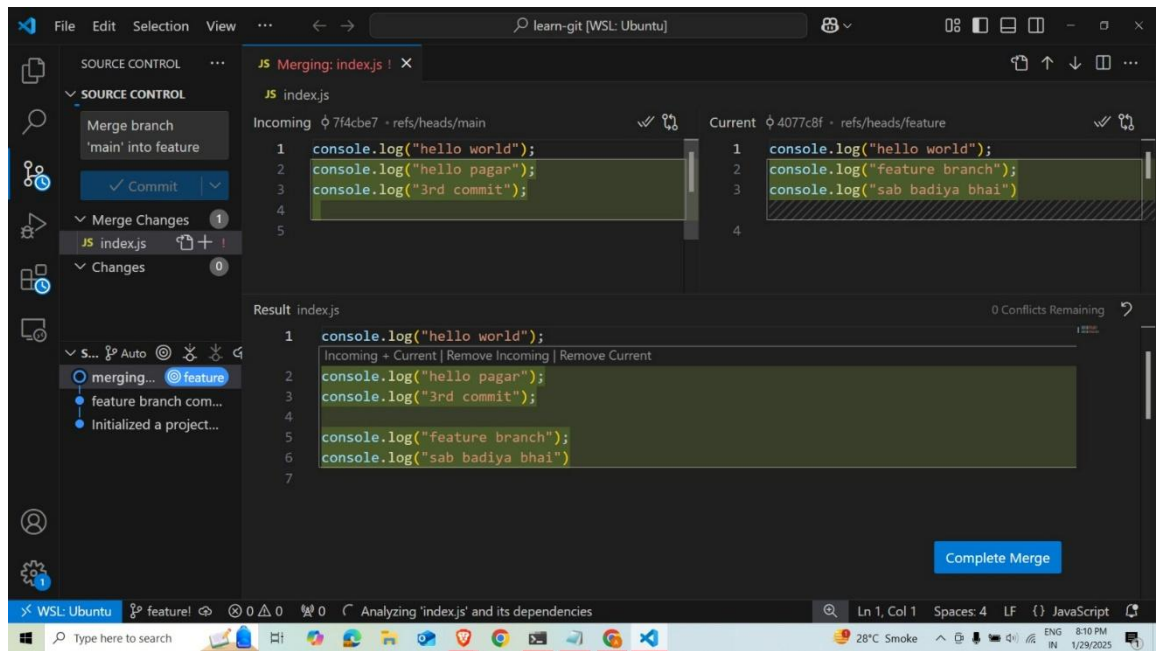 File Edit Selection View ··· learn-git [WSL: Ubuntu]
SOURCE CONTROL ···
SOURCE CONTROL
Merge branch
'main' into feature
Commit
Merge Changes 1
JS index.js !
Changes 0
S... Auto
merging... feature
feature branch com...
Initialized a project...
JS Merging: index.js !
JS index.js
Incoming 7f4cbe7 • refs/heads/main
1 console.log("hello world");
2 console.log("hello pagar");
3 console.log("3rd commit");
4
5
Current 4077c8f • refs/heads/feature
1 console.log("hello world");
2 console.log("feature branch");
3 console.log("sab badiya bhai")
4
Result index.js 0 Conflicts Remaining
1 console.log("hello world");
Incoming + Current | Remove Incoming | Remove Current
2 console.log("hello pagar");
3 console.log("3rd commit");
4
5 console.log("feature branch");
6 console.log("sab badiya bhai")
7
Complete Merge
1
WSL: Ubuntu feature! 0 0 0 Analyzing 'index.js' and its dependencies Ln 1, Col 1 Spaces: 4 LF {} JavaScript
Type here to search 28°C Smoke ENG 8:10 PM
IN 1/29/2025 1